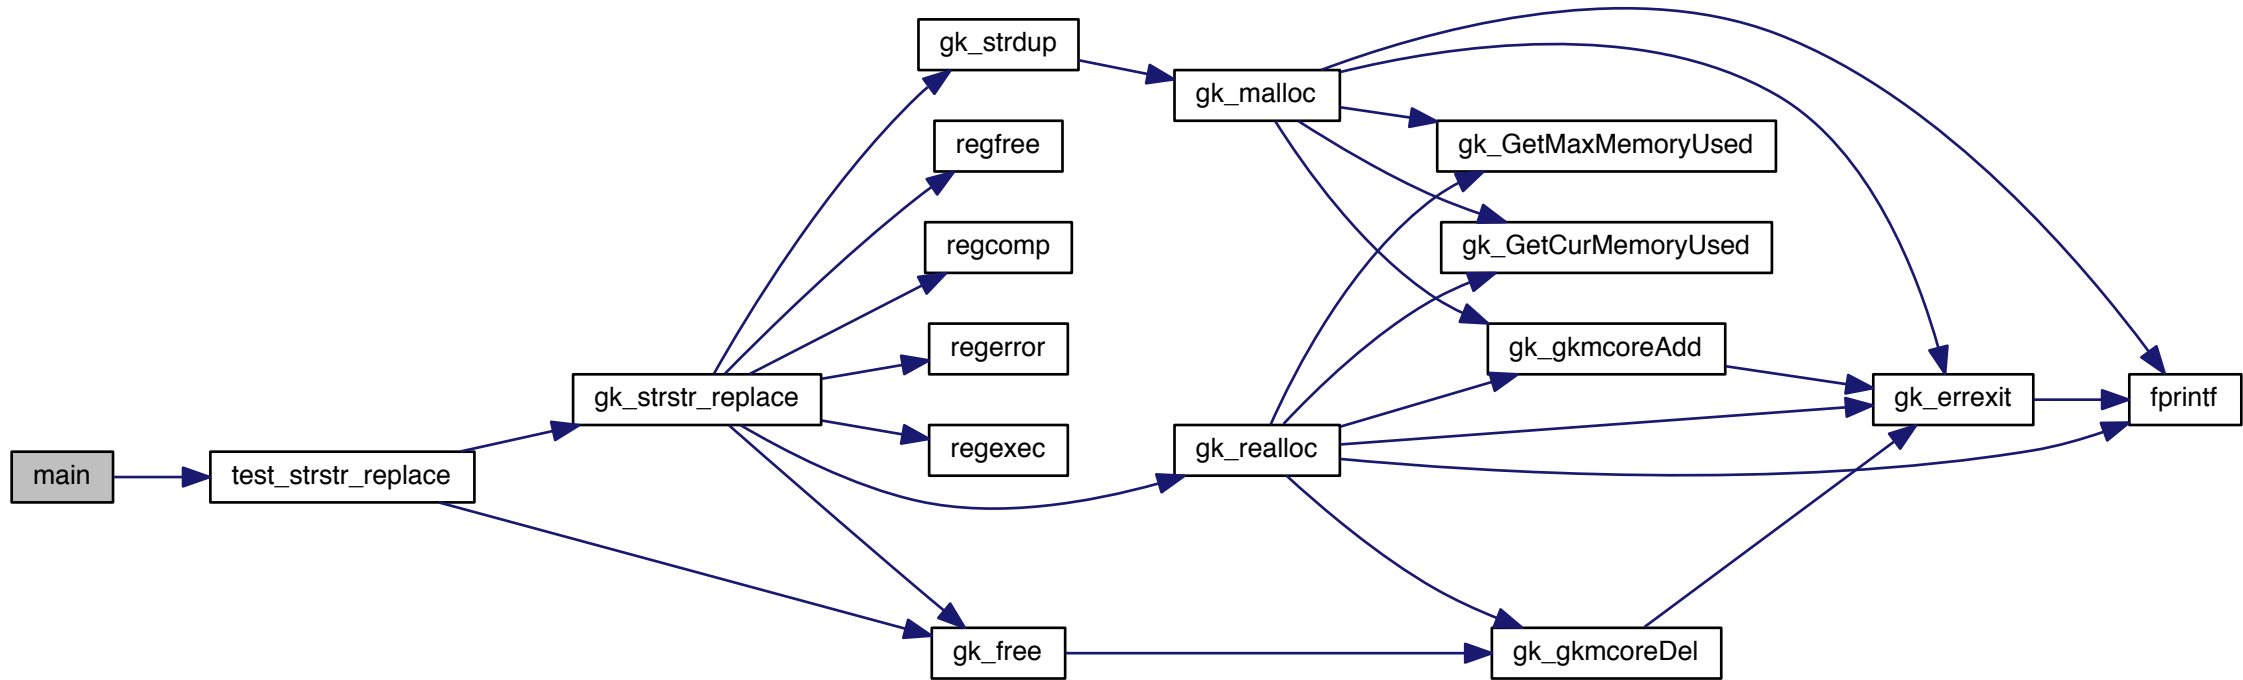 main
test_strstr_replace
gk_strstr_replace
gk_strdup
regfree
regcomp
regerror
regexec
gk_free
gk_malloc
gk_realloc
gk_GetMaxMemoryUsed
gk_GetCurMemoryUsed
gk_gkmcoreAdd
gk_gkmcoreDel
gk_errexit
fprintf